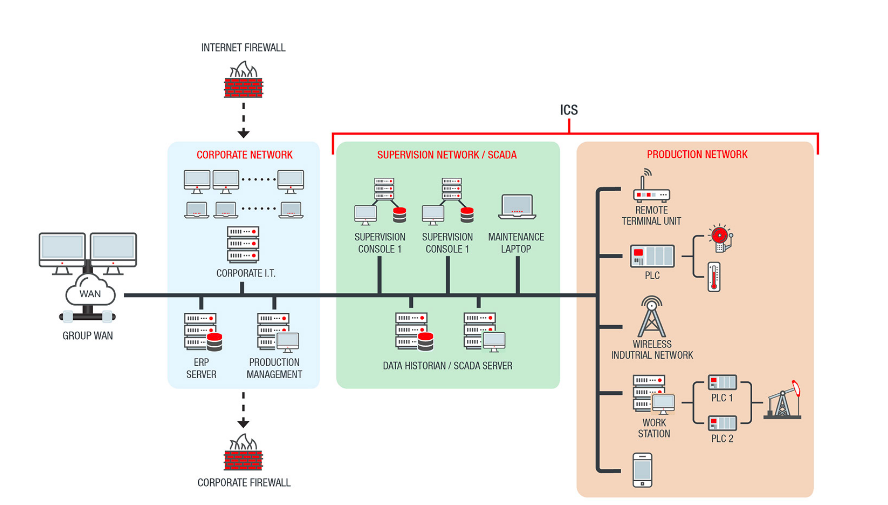 INTERNET FIREWALL
ICS
CORPORATE NETWORK
SUPERVISION NETWORK / SCADA
PRODUCTION NETWORK
REMOTE
TERMINAL UNIT
SUPERVISION
CONSOLE 1
SUPERVISION
CONSOLE 1
MAINTENANCE
LAPTOP
CORPORATE I.T.
PLC
WAN
GROUP WAN
WIRELESS
INDUTRIAL NETWORK
ERP
SERVER
PRODUCTION
MANAGEMENT
DATA HISTORIAN / SCADA SERVER
PLC 1
WORK
STATION
PLC 2
CORPORATE FIREWALL